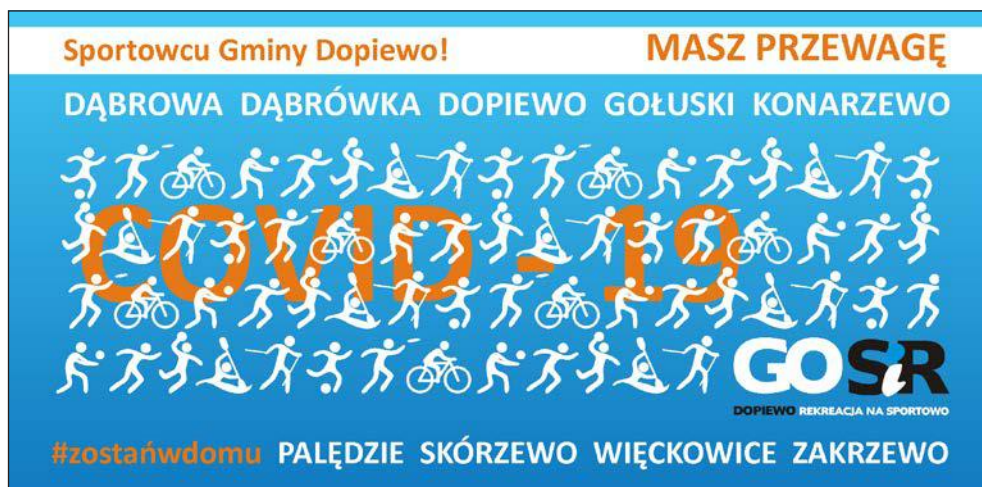 Sportowcu Gminy Dopiewo! MASZ PRZEWAGĘ
DĄBROWA DĄBRÓWKA DOPIEWO GOŁUSKI KONARZEWO
COVID - 19
GOSiR
DOPIEWO REKREACJA NA SPORTOWO
#zostańwdomu PALĘDZIE SKÓRZEWO WIĘCKOWICE ZAKRZEWO